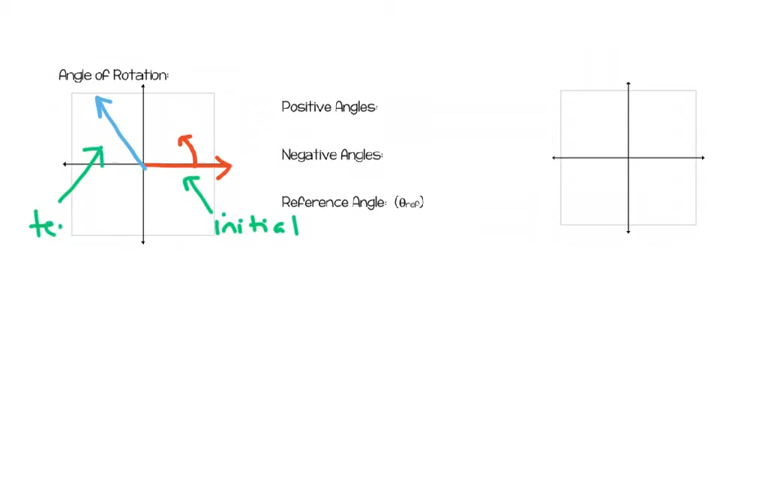 Angle of Rotation:
te.
initial
Positive Angles:
Negative Angles:
Reference Angle: (θref)